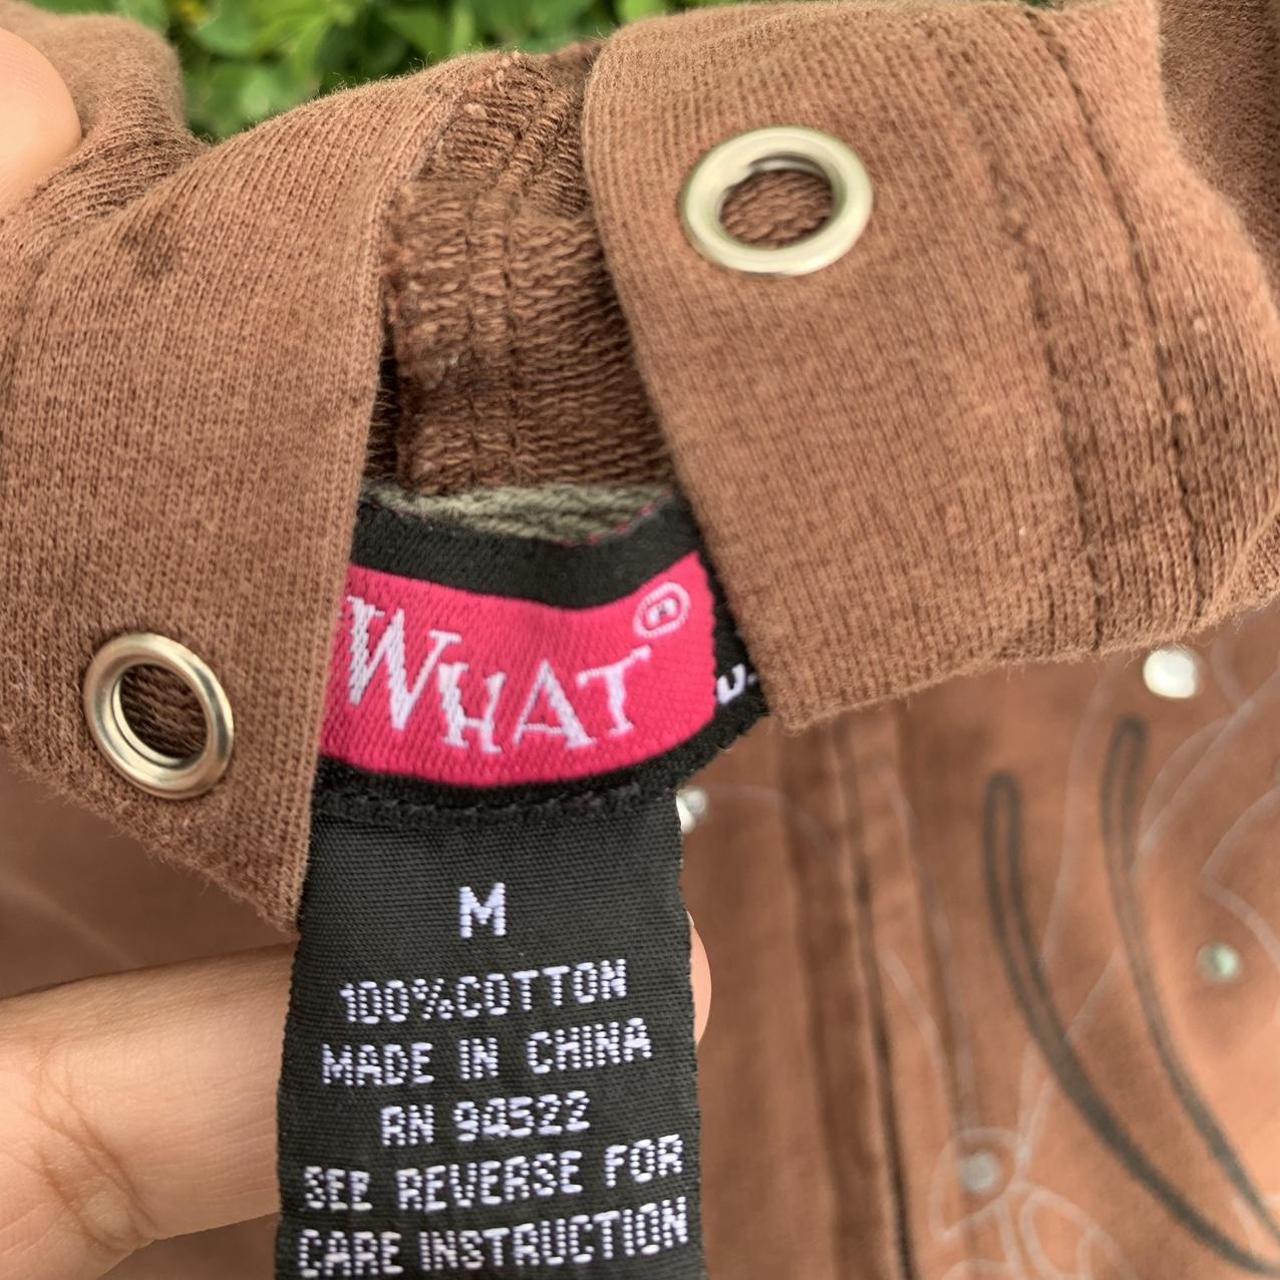 WHAT®
M
100%COTTON
MADE IN CHINA
RN 94522
SEE REVERSE FOR
CARE INSTRUCTION